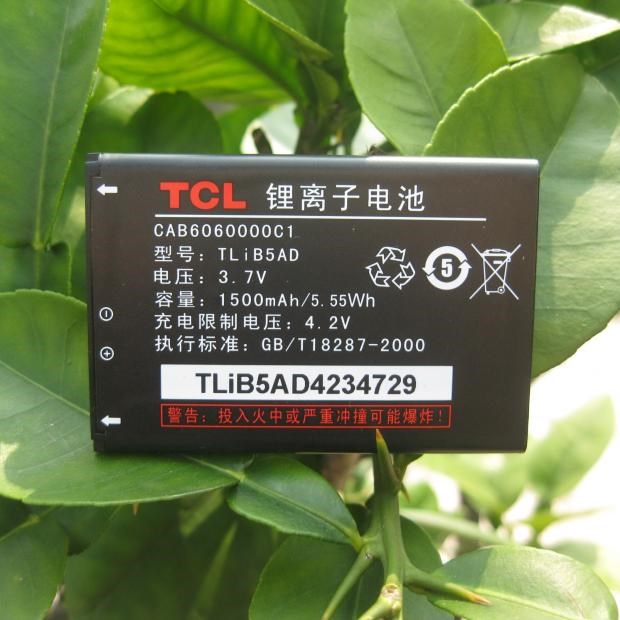 TCL 锂离子电池
CAB6060000C1
型号: TLiB5AD
电压: 3.7V
容量: 1500mAh/5.55Wh
充电限制电压: 4.2V
执行标准: GB/T18287-2000
5
TLiB5AD4234729
警告: 投入火中或严重冲撞可能爆炸!